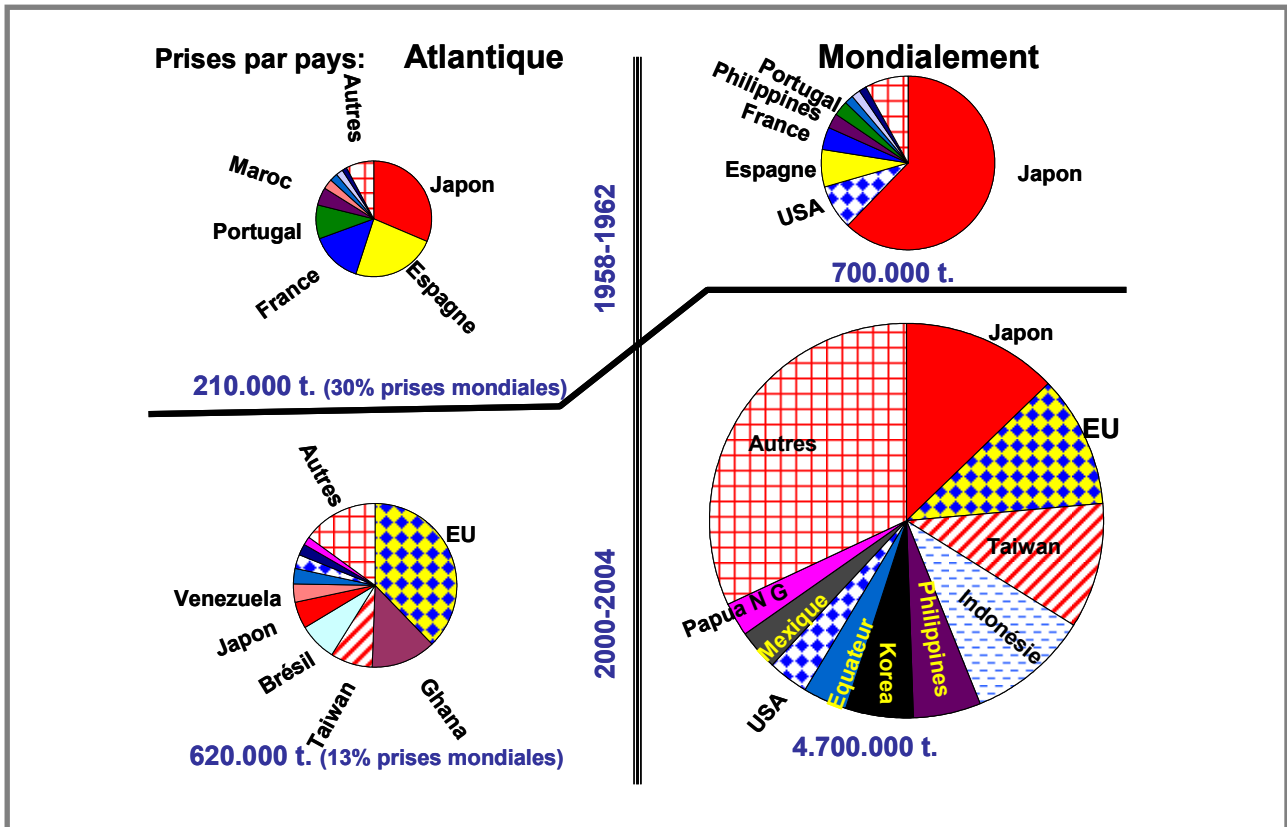 Prises par pays:
Atlantique
Autres
Maroc
Portugal
France
Espagne
Japon
210.000 t. (30% prises mondiales)
1958-1962
Mondialement
Portugal
Philippines
France
Espagne
USA
Japon
700.000 t.
Autres
EU
Venezuela
Japon
Brésil
Taiwan
Ghana
620.000 t. (13% prises mondiales)
2000-2004
Japon
EU
Autres
Taiwan
Indonesie
Philippines
Korea
Equateur
USA
Mexique
Papua N G
4.700.000 t.